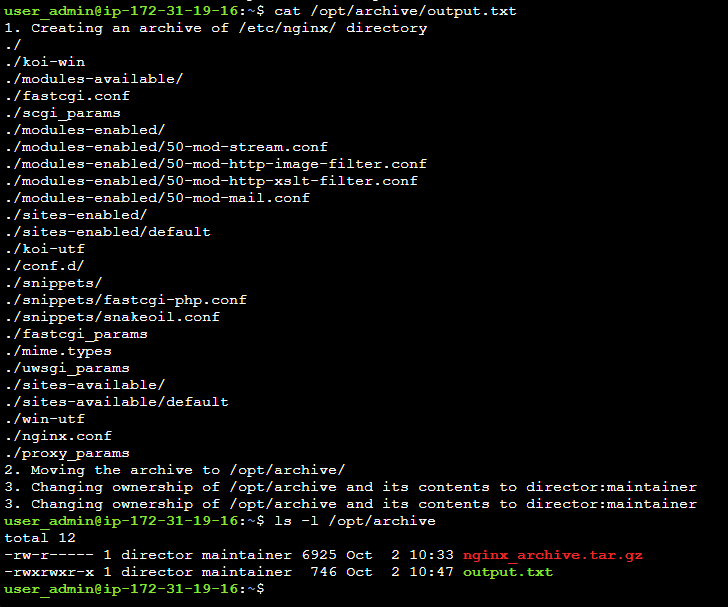 user_admin@ip-172-31-19-16:~$ cat /opt/archive/output.txt
1. Creating an archive of /etc/nginx/ directory
./
./koi-win
./modules-available/
./fastcgi.conf
./scgi_params
./modules-enabled/
./modules-enabled/50-mod-stream.conf
./modules-enabled/50-mod-http-image-filter.conf
./modules-enabled/50-mod-http-xslt-filter.conf
./modules-enabled/50-mod-mail.conf
./sites-enabled/
./sites-enabled/default
./koi-utf
./conf.d/
./snippets/
./snippets/fastcgi-php.conf
./snippets/snakeoil.conf
./fastcgi_params
./mime.types
./uwsgi_params
./sites-available/
./sites-available/default
./win-utf
./nginx.conf
./proxy_params
2. Moving the archive to /opt/archive/
3. Changing ownership of /opt/archive and its contents to director:maintainer
3. Changing ownership of /opt/archive and its contents to director:maintainer
user_admin@ip-172-31-19-16:~$ ls -l /opt/archive
total 12
-rw-r----- 1 director maintainer 6925 Oct  2 10:33 nginx_archive.tar.gz
-rwxrwxr-x 1 director maintainer  746 Oct  2 10:47 output.txt
user_admin@ip-172-31-19-16:~$